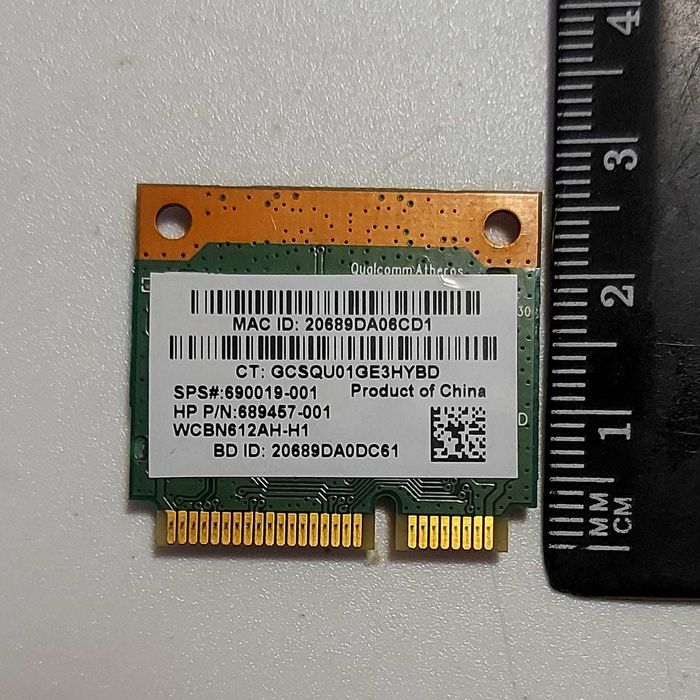 Qualcomm Atheros
MAC ID: 20689DA06CD1
30
CT: GCSQU01GE3HYBD
SPS#:690019-001 Product of China
HP P/N:689457-001
WCBN612AH-H1
D
BD ID: 20689DA0DC61
4
3
2
1
MM
CM